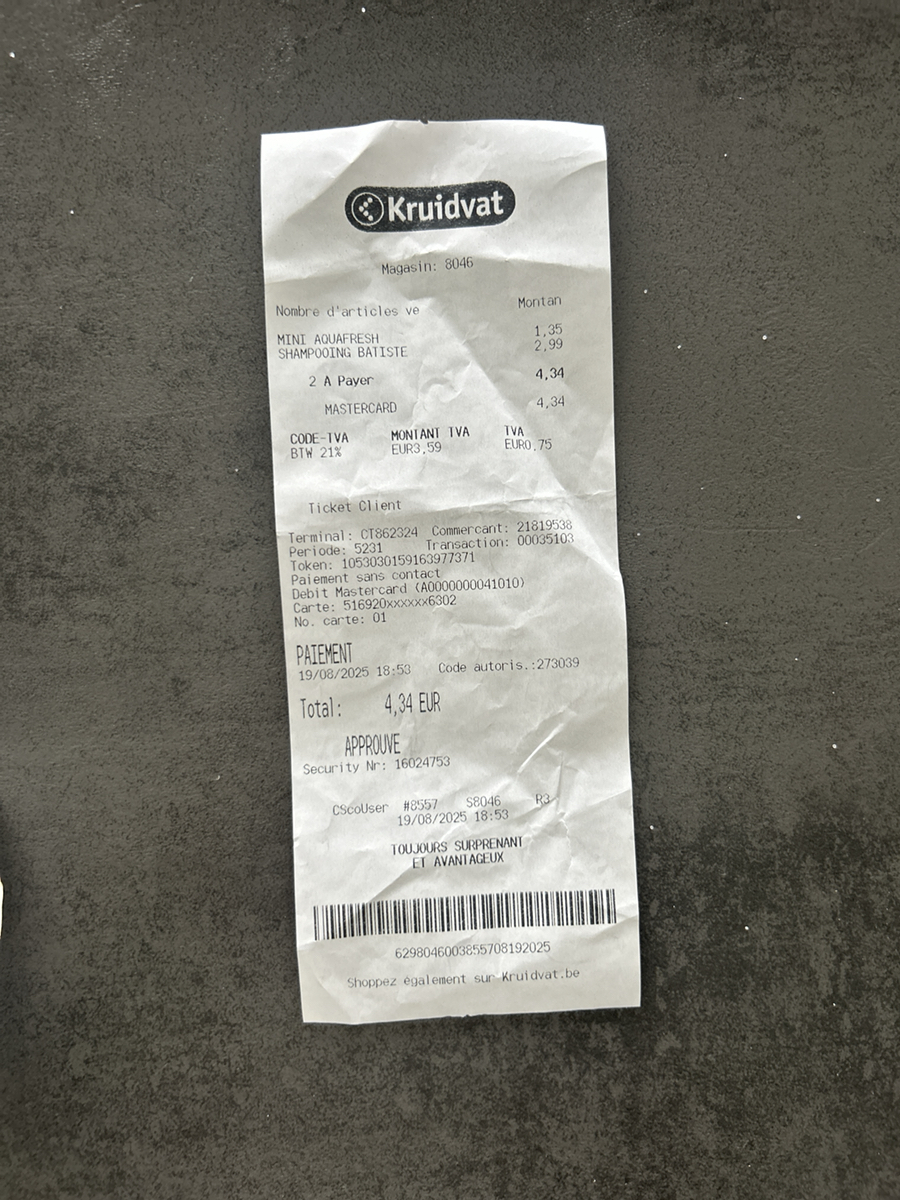 Kruidvat
Magasin: 8046
Nombre d'articles ve Montan
MINI AQUAFRESH 1,35
SHAMPOOING BATISTE 2,99
2 A Payer 4,34
MASTERCARD 4,34
CODE-TVA MONTANT TVA TVA
BTW 21% EUR3,59 EUR0,75
Ticket Client
Terminal: CT862324 Commercant: 21819538
Periode: 5231 Transaction: 00035103
Token: 1053030159163977371
Paiement sans contact
Debit Mastercard (A0000000041010)
Carte: 516920xxxxxx6302
No. carte: 01
PAIEMENT
19/08/2025 18:53 Code autoris.:273039
Total: 4,34 EUR
APPROUVE
Security Nr: 16024753
CScoUser #8557 S8046 R3
19/08/2025 18:53
TOUJOURS SURPRENANT
ET AVANTAGEUX
6298046003855708192025
Shoppez également sur Kruidvat.be